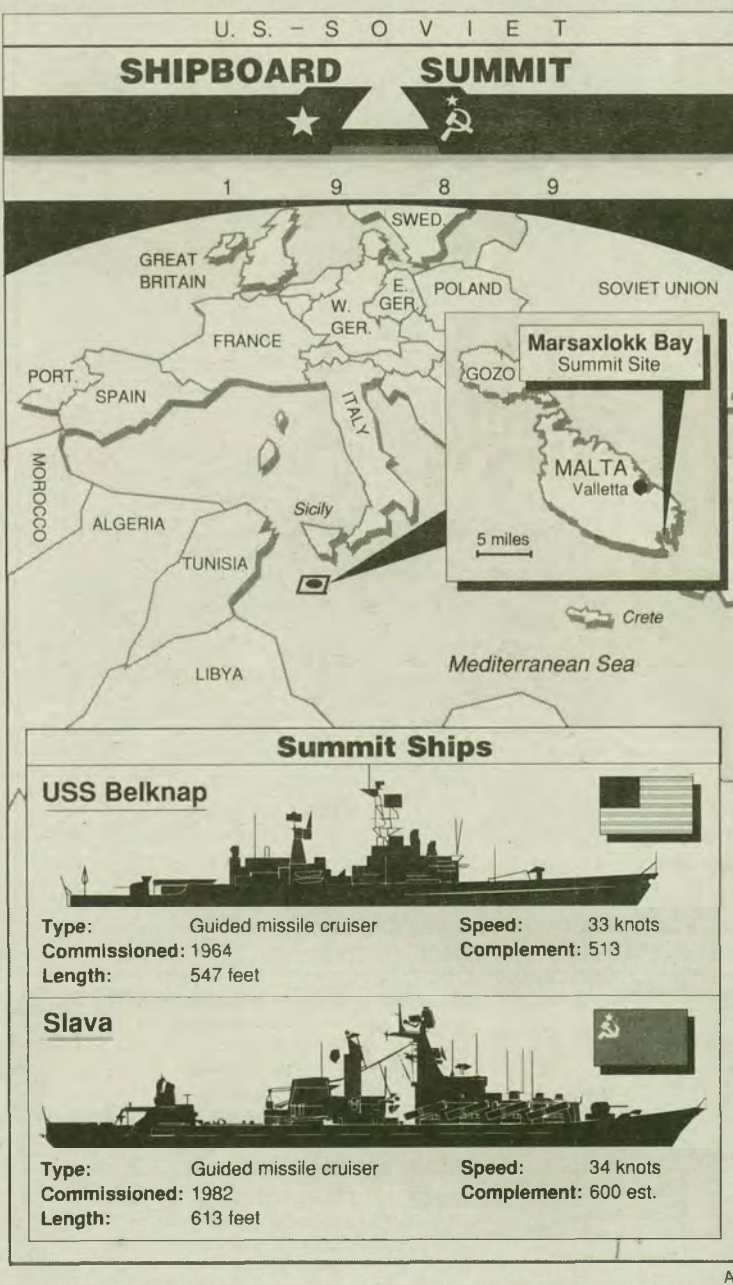 U. S. – S O V I E T
SHIPBOARD SUMMIT
1 9 8 9
SWED.
GREAT
BRITAIN
E.
GER.
POLAND
SOVIET UNION
W.
GER.
FRANCE
Marsaxlokk Bay
Summit Site
GOZO
PORT.
SPAIN
ITALY
MALTA
Valletta
MOROCCO
Sicily
ALGERIA
5 miles
TUNISIA
Crete
Mediterranean Sea
LIBYA
Summit Ships
USS Belknap
Type: Guided missile cruiser Speed: 33 knots
Commissioned: 1964 Complement: 513
Length: 547 feet
Slava
Type: Guided missile cruiser Speed: 34 knots
Commissioned: 1982 Complement: 600 est.
Length: 613 feet
A